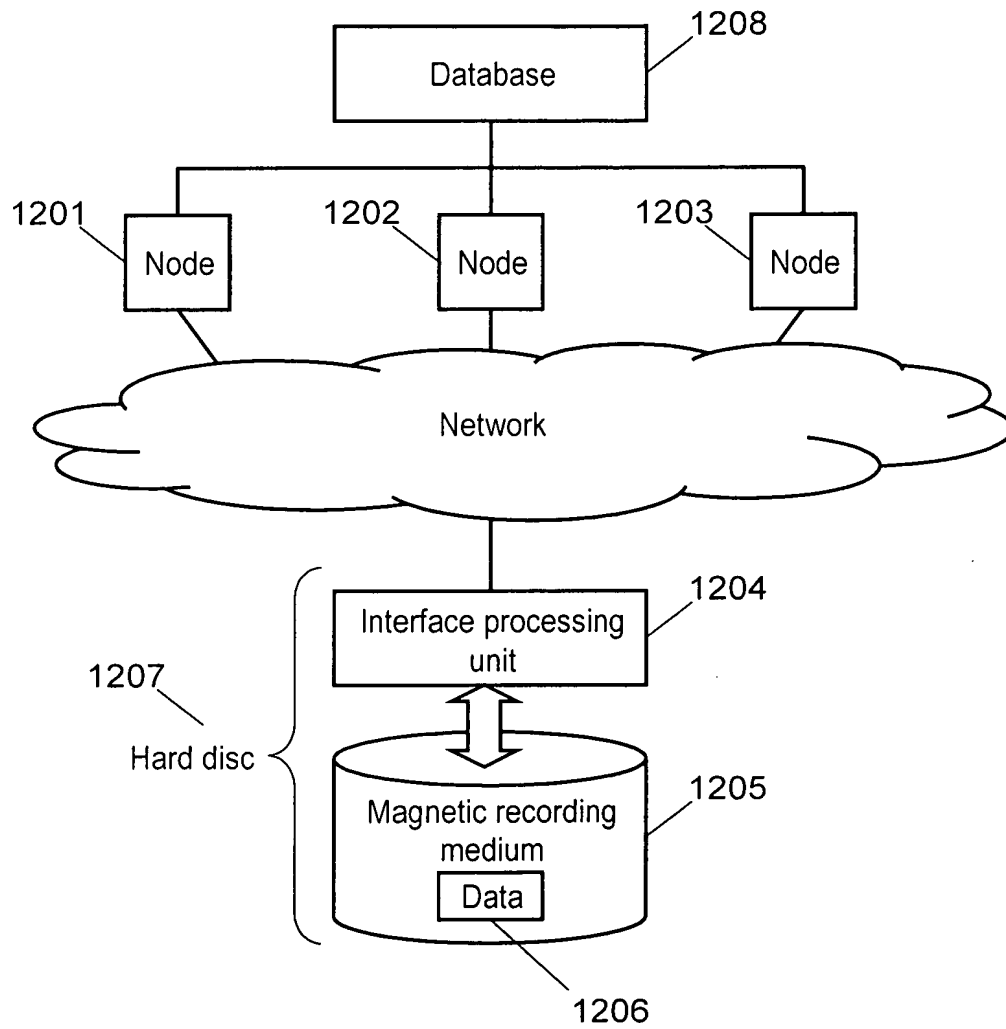 1208
Database
1201
1202
1203
Node
Node
Node
Network
1204
Interface processing
unit
1207
Hard disc
1205
Magnetic recording
medium
Data
1206